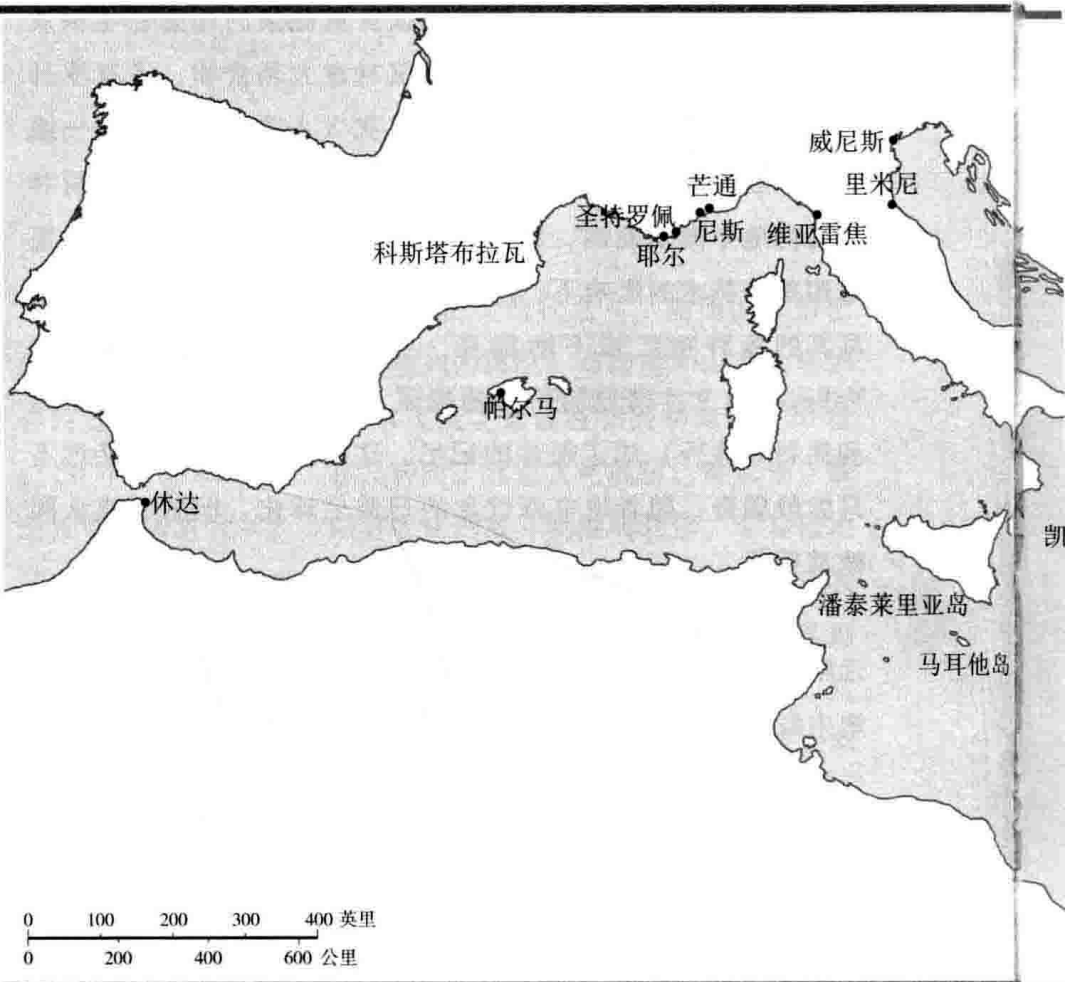 威尼斯
里米尼
芒通
圣特罗佩
尼斯
维亚雷焦
耶尔
科斯塔布拉瓦
帕尔马
休达
凯
潘泰莱里亚岛
马耳他岛
0 100 200 300 400 英里
0 200 400 600 公里